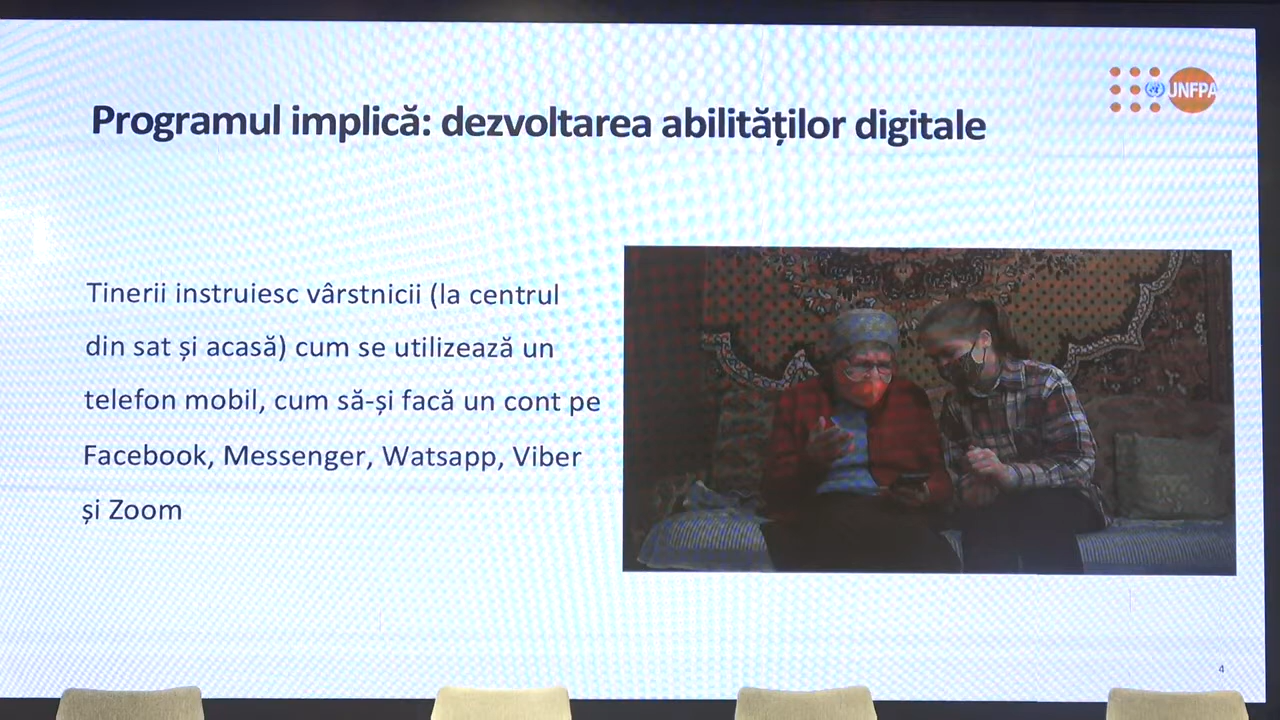 Programul implică: dezvoltarea abilităților digitale
UNFPA
Tinerii instruiesc vârstnicii (la centrul
din sat și acasă) cum se utilizează un
telefon mobil, cum să-și facă un cont pe
Facebook, Messenger, Watsapp, Viber
și Zoom
4